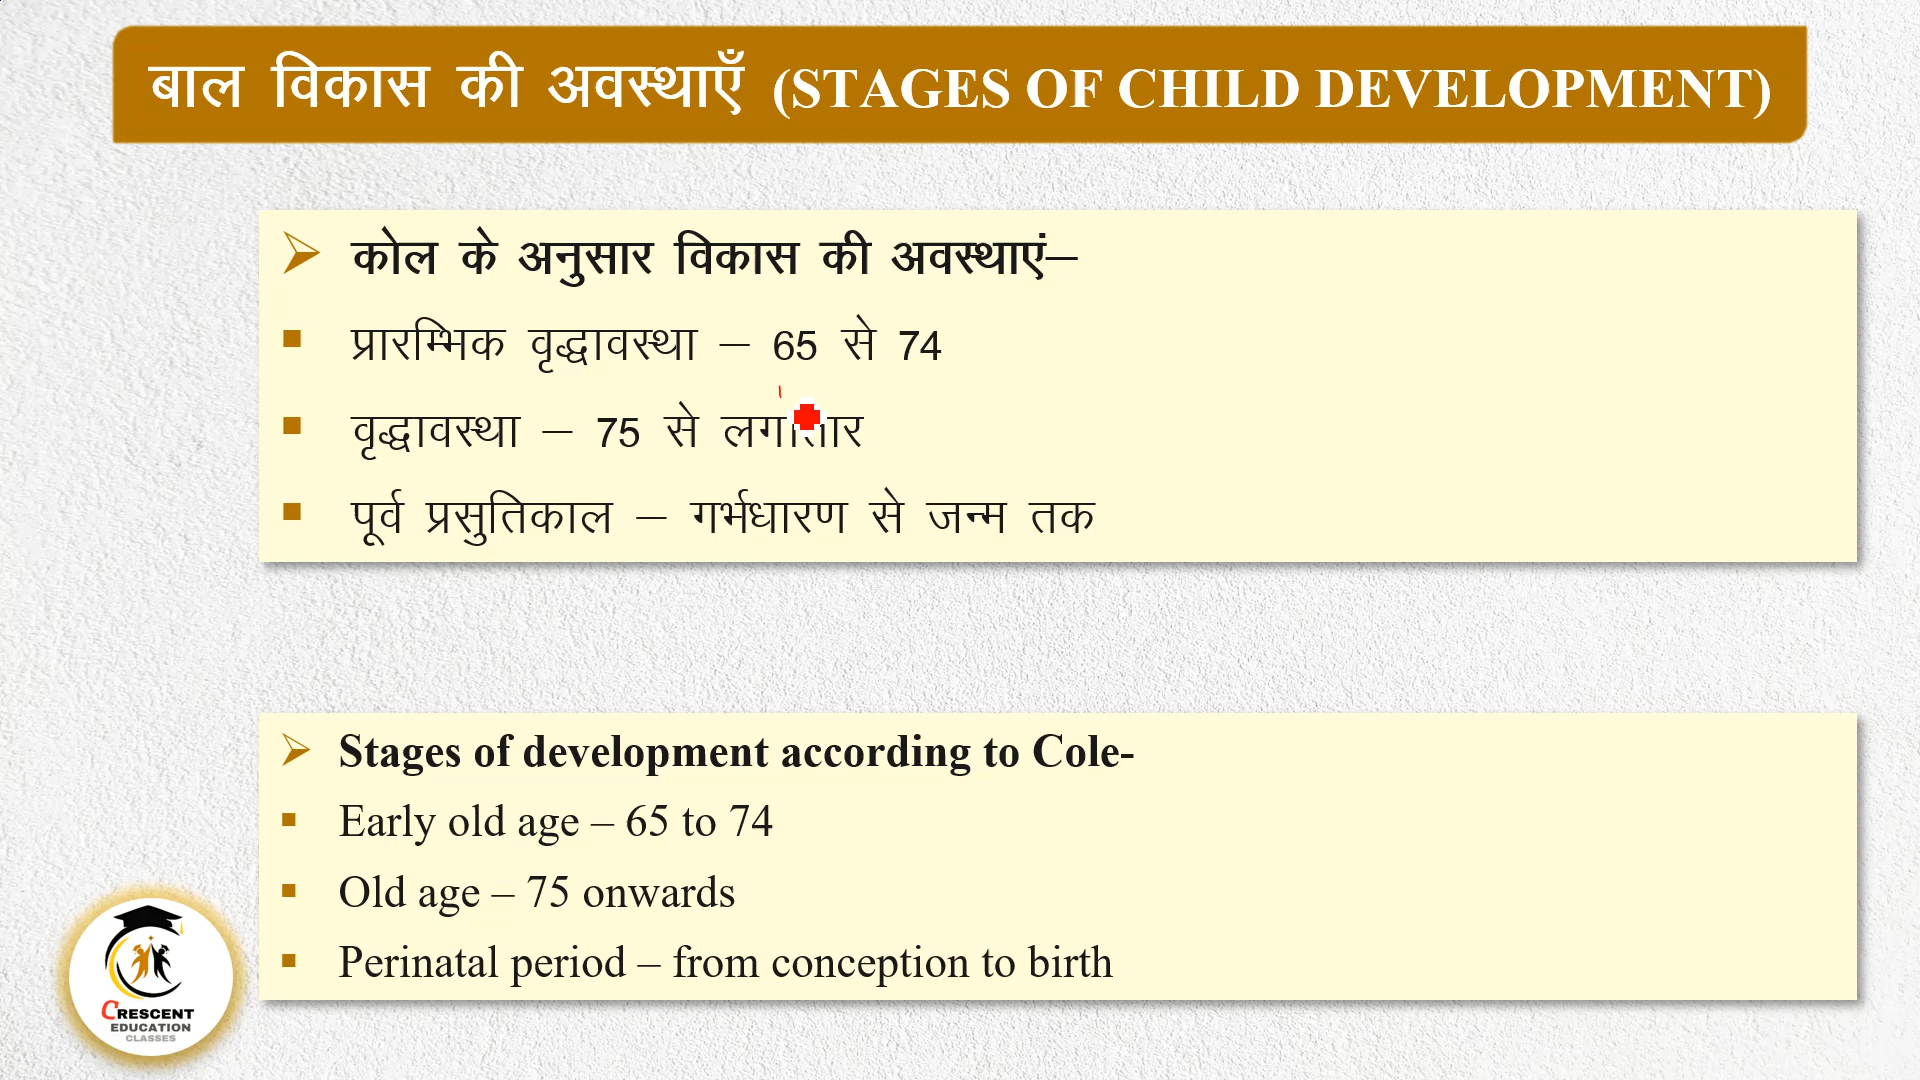 बाल विकास की अवस्थाएँ (STAGES OF CHILD DEVELOPMENT)
कोल के अनुसार विकास की अवस्थाएं–
प्रारम्भिक वृद्धावस्था – 65 से 74
वृद्धावस्था – 75 से लगातार
पूर्व प्रसुतिकाल – गर्भधारण से जन्म तक
Stages of development according to Cole-
Early old age – 65 to 74
Old age – 75 onwards
Perinatal period – from conception to birth
CRESCENT
EDUCATION
CLASSES